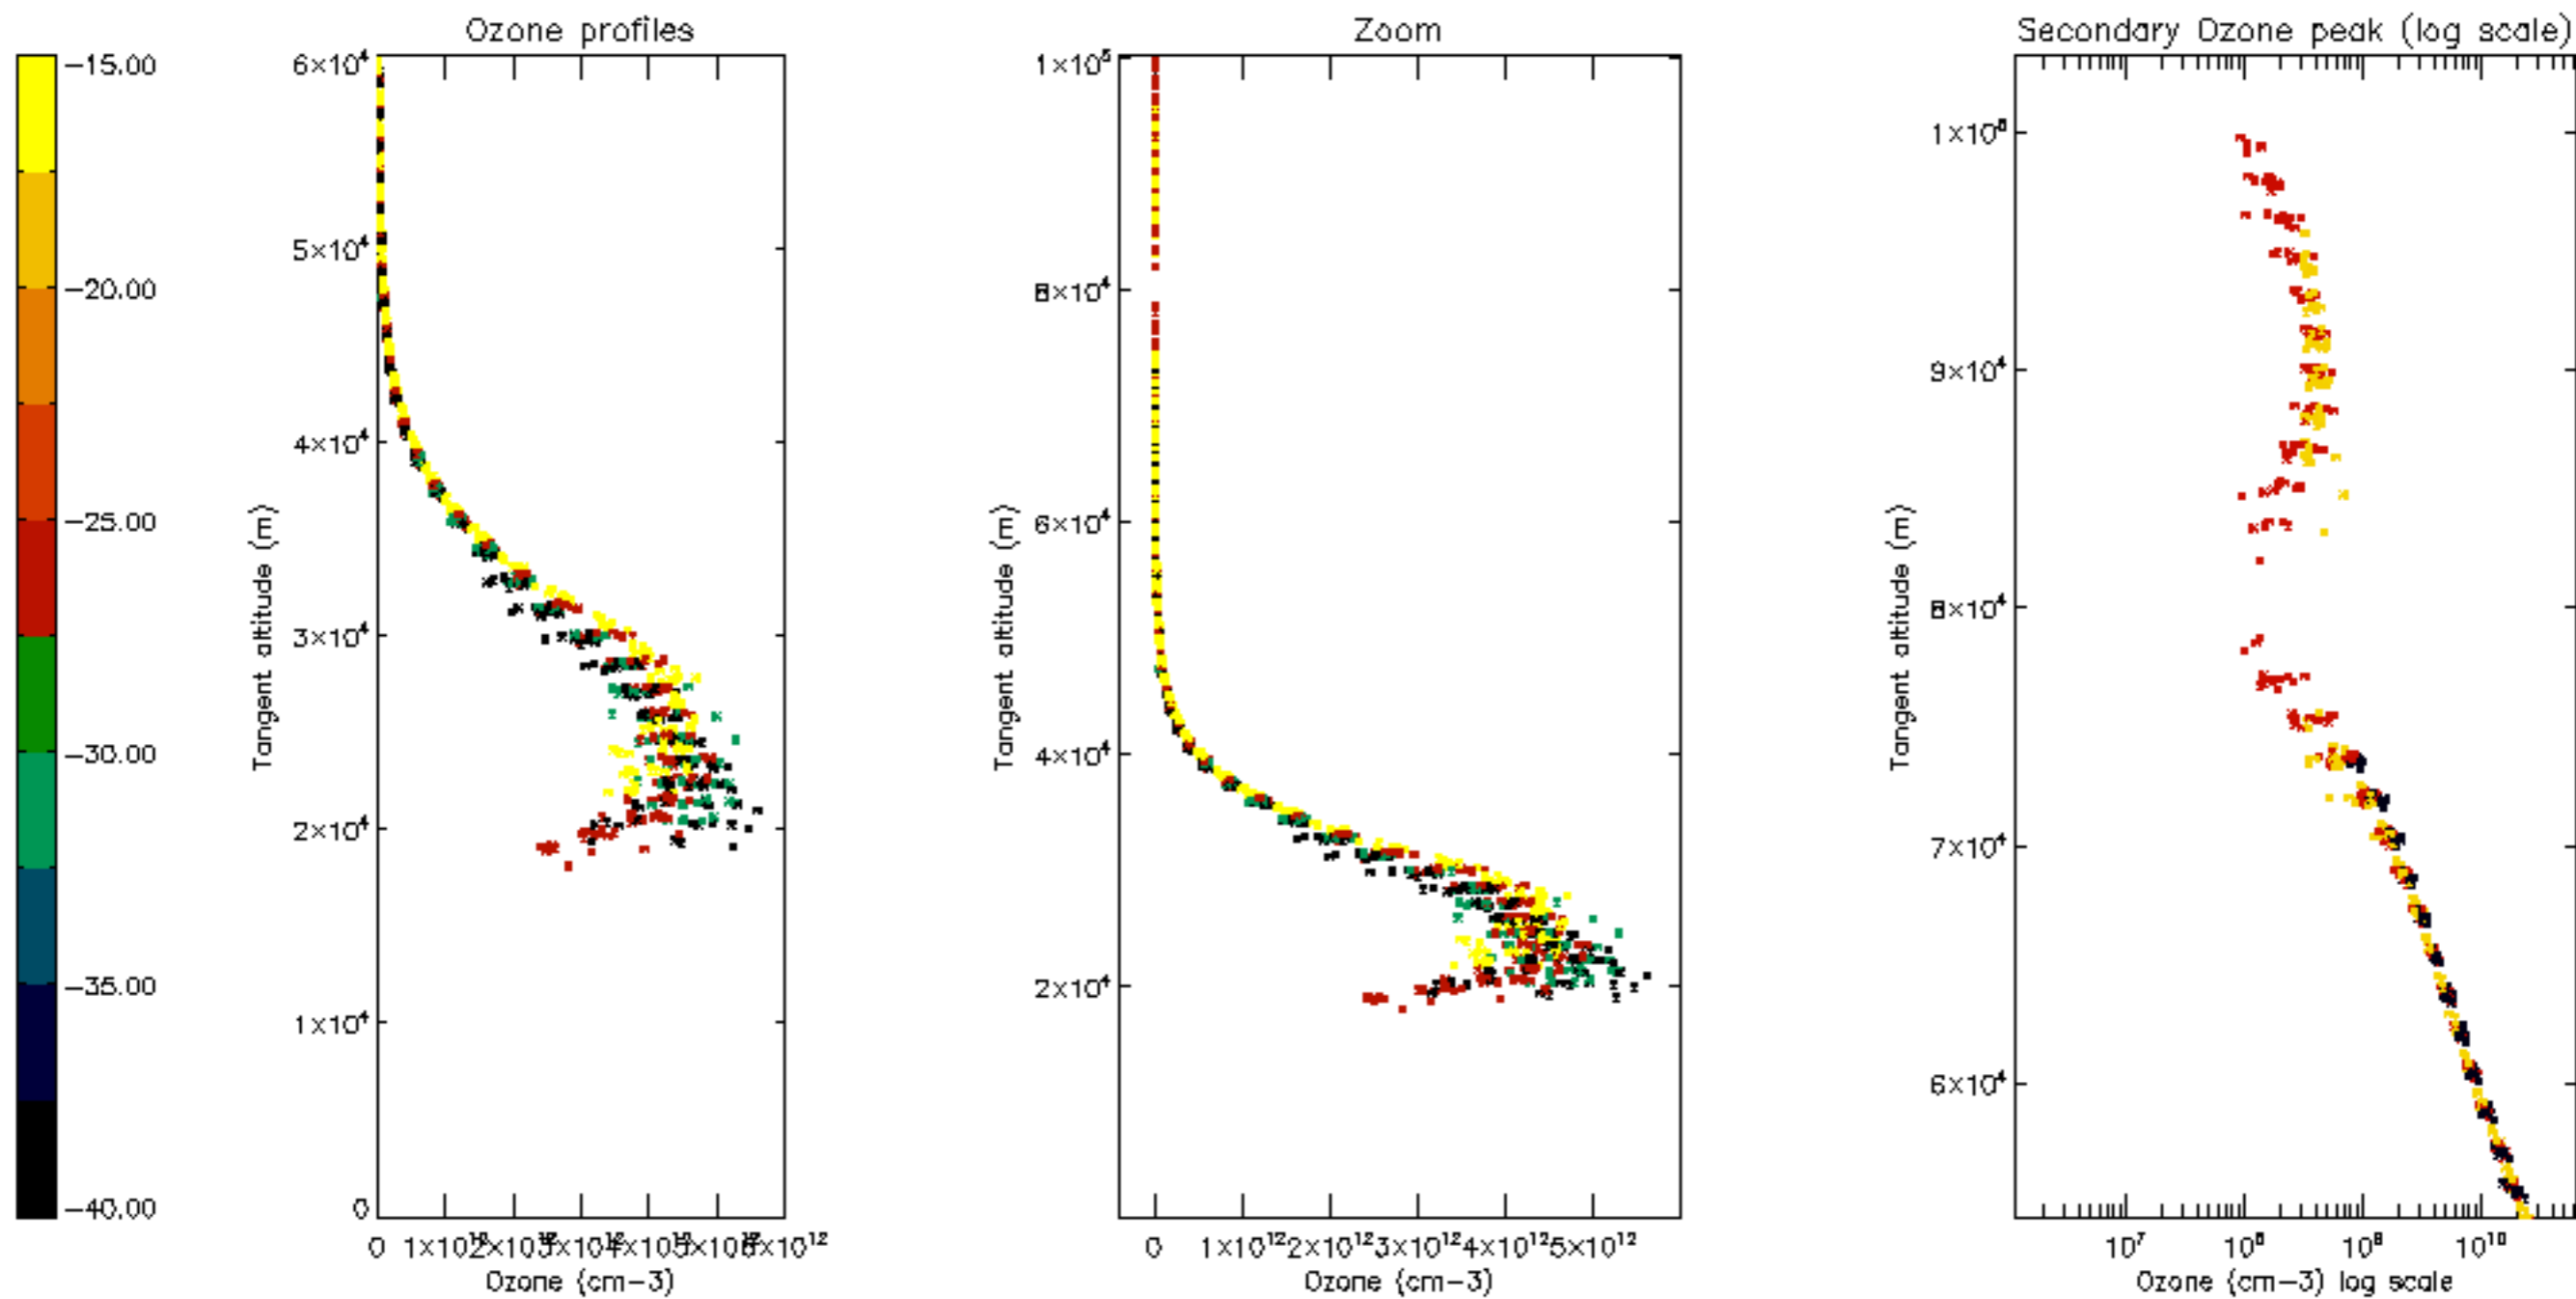 Ozone profiles
Zoom
Secondary Ozone peak (log scale)
−15.00
−20.00
−25.00
−30.00
−35.00
−40.00
6×10⁴
5×10⁴
4×10⁴
3×10⁴
2×10⁴
1×10⁴
0
Tangent altitude (m)
0
Ozone (cm−3)
1×10⁵
8×10⁴
6×10⁴
4×10⁴
2×10⁴
Tangent altitude (m)
0 1×10¹² 2×10¹² 3×10¹² 4×10¹² 5×10¹²
Ozone (cm−3)
9×10⁴
8×10⁴
7×10⁴
6×10⁴
Tangent altitude (m)
10⁷ 10⁸ 10⁹ 10¹⁰
Ozone (cm−3) log scale